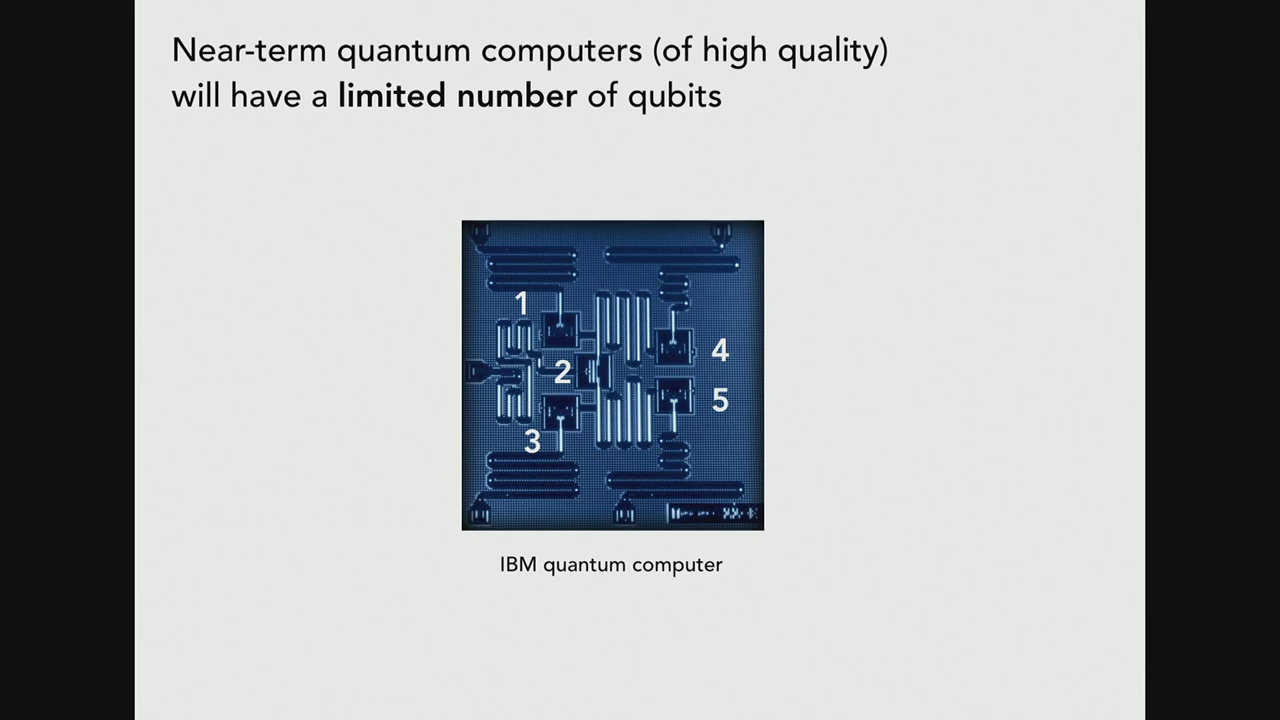 Near-term quantum computers (of high quality)
will have a limited number of qubits
1
2
3
4
5
IBM quantum computer